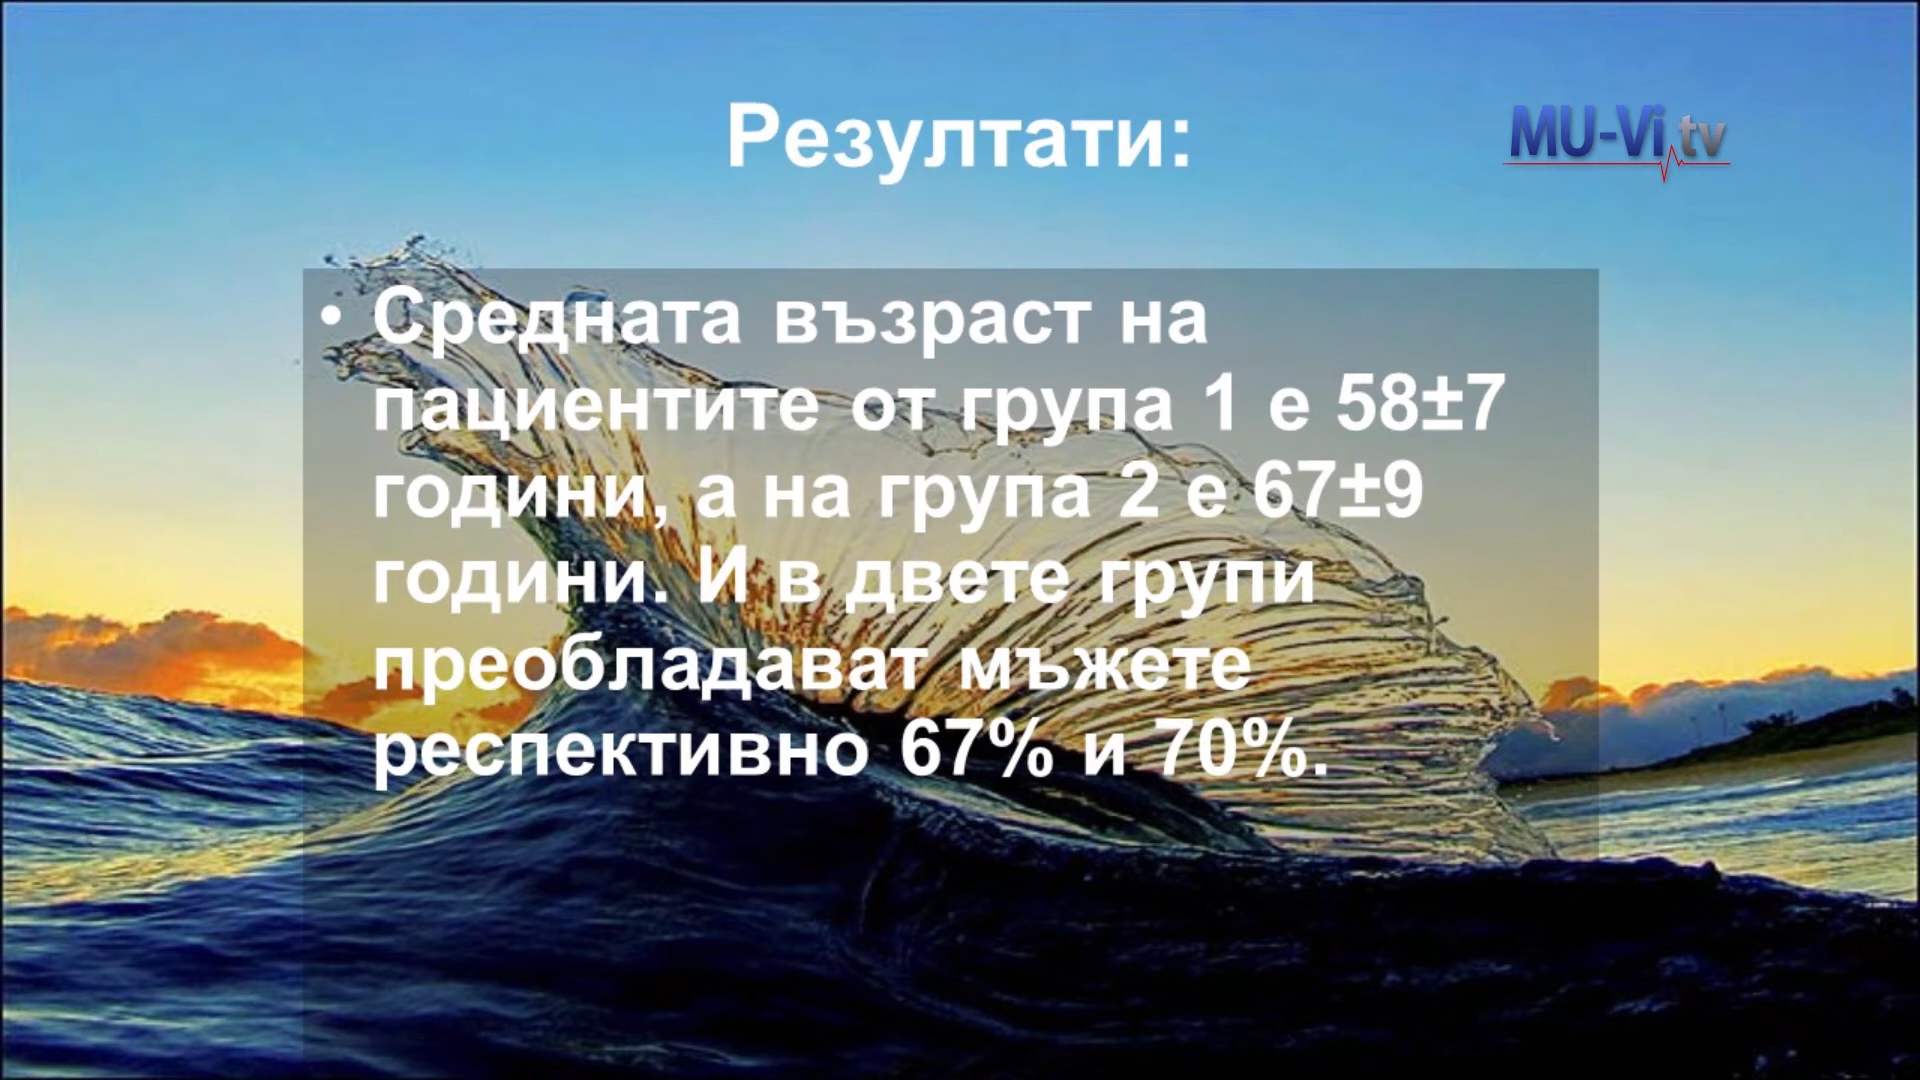 Резултати:
MU-Vi.tv
• Средната възраст на
пациентите от група 1 е 58±7
години, а на група 2 е 67±9
години. И в двете групи
преобладават мъжете
респективно 67% и 70%.